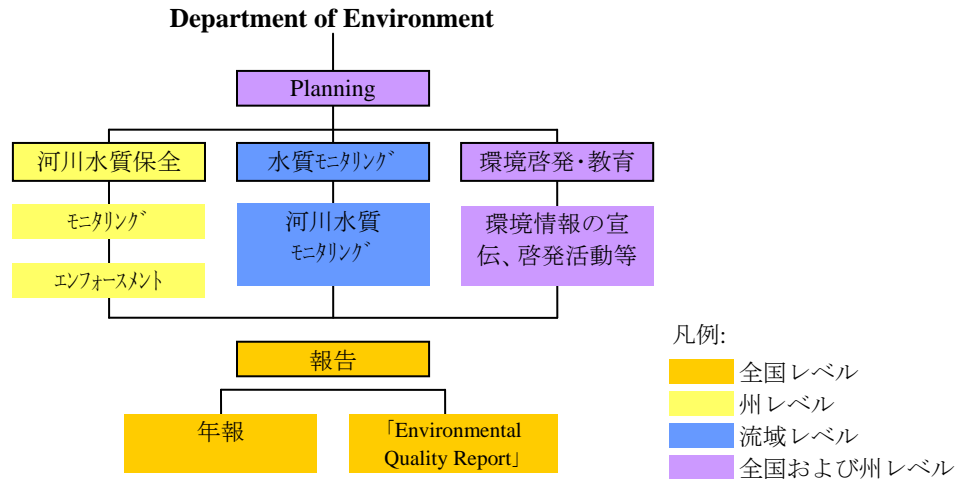 Department of Environment
Planning
河川水質保全
水質ﾓﾆﾀﾘﾝｸﾞ
環境啓発・教育
ﾓﾆﾀﾘﾝｸﾞ
ｴﾝﾌｫｰｽﾒﾝﾄ
河川水質
ﾓﾆﾀﾘﾝｸﾞ
環境情報の宣
伝、啓発活動等
報告
年報
「Environmental
Quality Report」
凡例:
全国レベル
州レベル
流域レベル
全国および州レベル